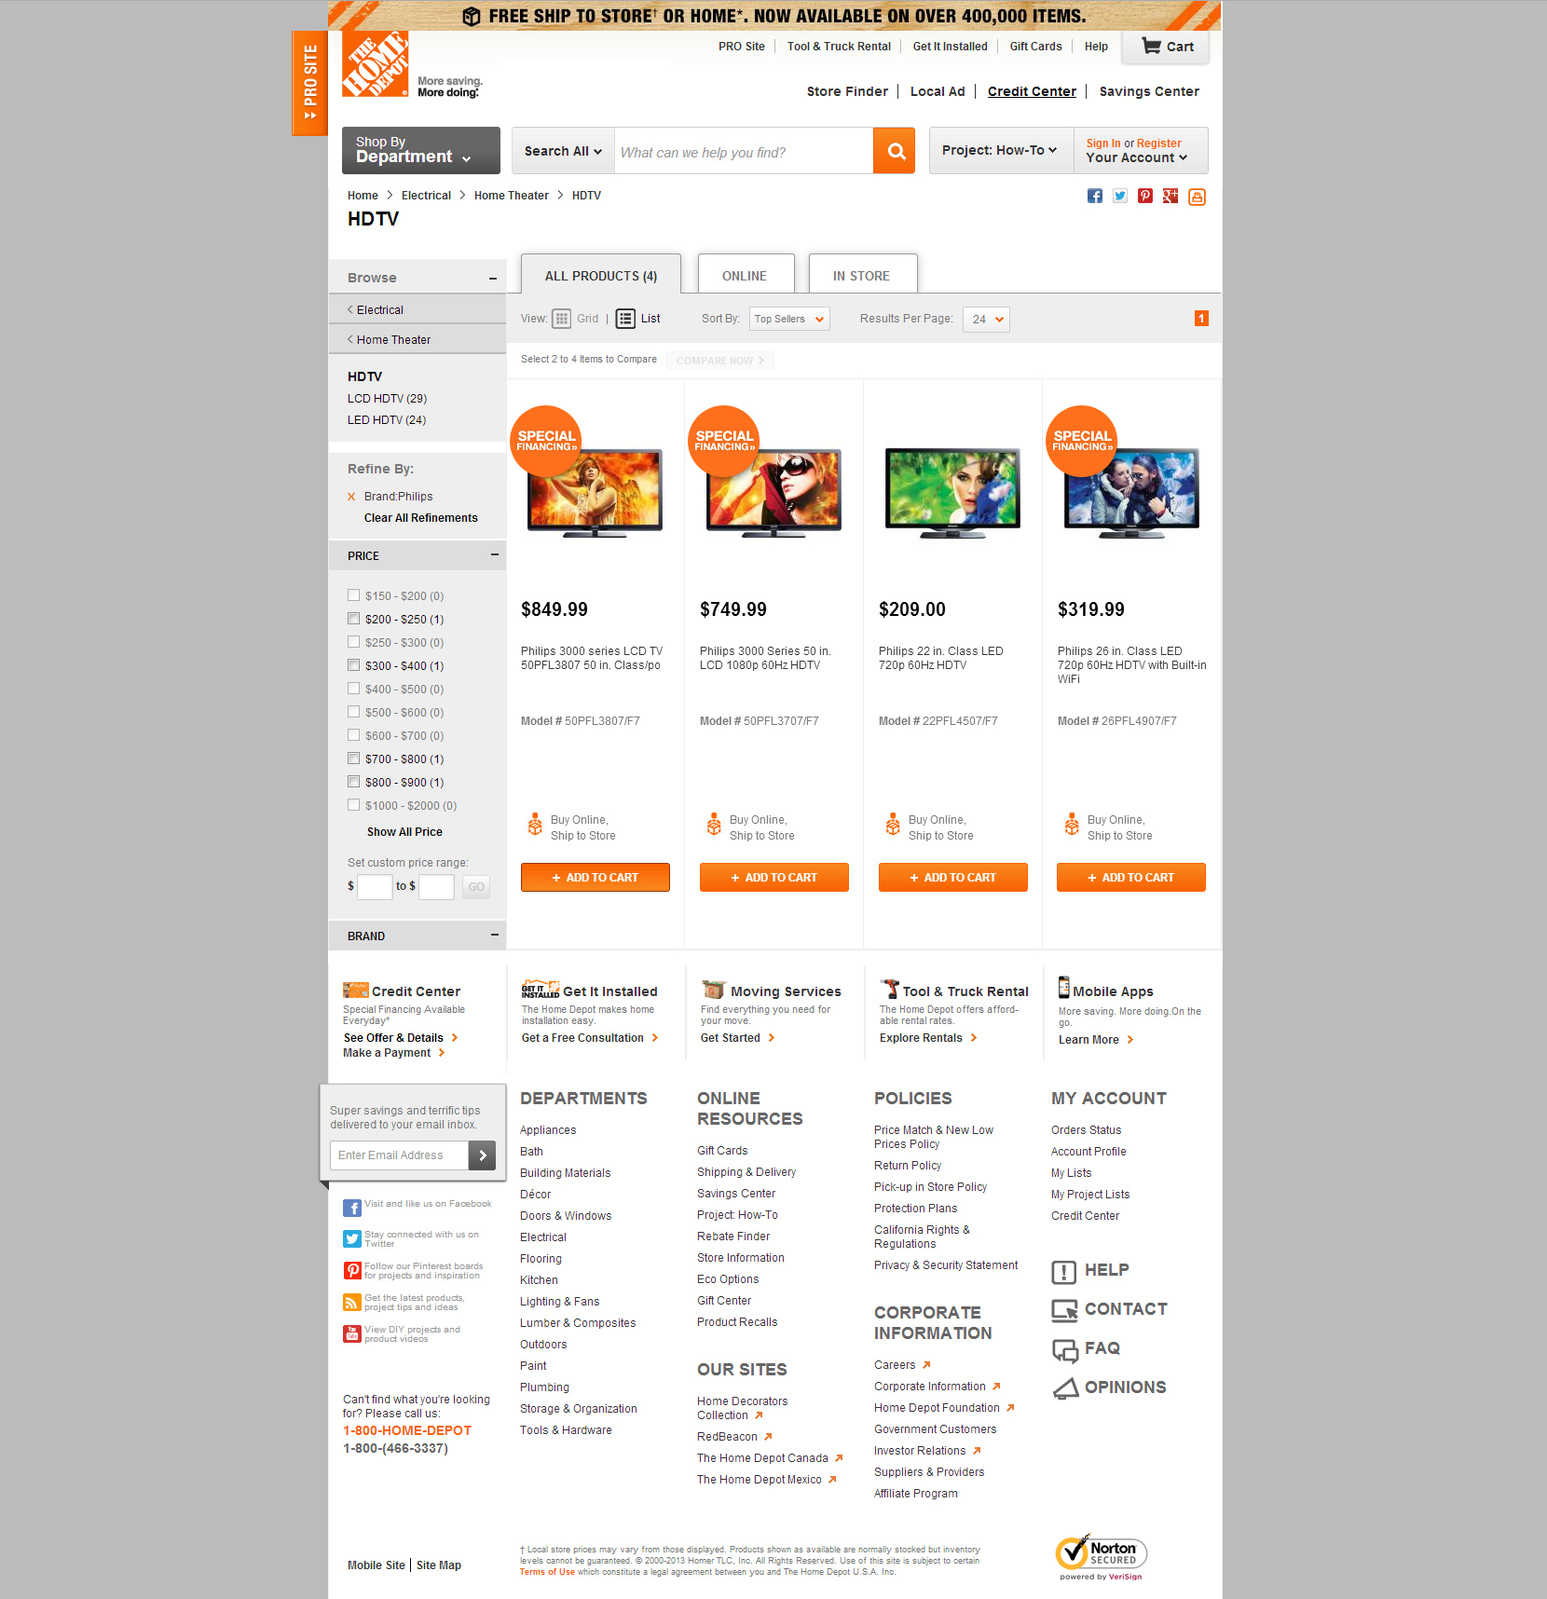 FREE SHIP TO STORE† OR HOME*. NOW AVAILABLE ON OVER 400,000 ITEMS.
PRO SITE
THE HOME DEPOT
More saving.
More doing.
PRO Site
Tool & Truck Rental
Get It Installed
Gift Cards
Help
Cart
Store Finder
Local Ad
Credit Center
Savings Center
Shop By
Department
Search All
What can we help you find?
Project: How-To
Sign In or Register
Your Account
Home > Electrical > Home Theater > HDTV
HDTV
Browse
< Electrical
< Home Theater
HDTV
LCD HDTV (29)
LED HDTV (24)
Refine By:
X Brand:Philips
Clear All Refinements
PRICE
$150 - $200 (0)
$200 - $250 (1)
$250 - $300 (0)
$300 - $400 (1)
$400 - $500 (0)
$500 - $600 (0)
$600 - $700 (0)
$700 - $800 (1)
$800 - $900 (1)
$1000 - $2000 (0)
Show All Price
Set custom price range:
$ to $ GO
BRAND
ALL PRODUCTS (4)
ONLINE
IN STORE
View: Grid | List
Sort By: Top Sellers
Results Per Page: 24
1
Select 2 to 4 Items to Compare
COMPARE NOW >
SPECIAL
FINANCING»
$849.99
Philips 3000 series LCD TV
50PFL3807 50 in. Class/po
Model # 50PFL3807/F7
Buy Online,
Ship to Store
+ ADD TO CART
SPECIAL
FINANCING»
$749.99
Philips 3000 Series 50 in.
LCD 1080p 60Hz HDTV
Model # 50PFL3707/F7
Buy Online,
Ship to Store
+ ADD TO CART
$209.00
Philips 22 in. Class LED
720p 60Hz HDTV
Model # 22PFL4507/F7
Buy Online,
Ship to Store
+ ADD TO CART
SPECIAL
FINANCING»
$319.99
Philips 26 in. Class LED
720p 60Hz HDTV with Built-in
WiFi
Model # 26PFL4907/F7
Buy Online,
Ship to Store
+ ADD TO CART
Credit Center
Special Financing Available
Everyday*
See Offer & Details >
Make a Payment >
GET IT
INSTALLED
Get It Installed
The Home Depot makes home
installation easy.
Get a Free Consultation >
Moving Services
Find everything you need for
your move.
Get Started >
Tool & Truck Rental
The Home Depot offers afford-
able rental rates.
Explore Rentals >
Mobile Apps
More saving. More doing.On the
go.
Learn More >
Super savings and terrific tips
delivered to your email inbox.
Enter Email Address
Visit and like us on Facebook
Stay connected with us on
Twitter
Follow our Pinterest boards
for projects and inspiration
Get the latest products,
project tips and ideas
View DIY projects and
product videos
Can't find what you're looking
for? Please call us:
1-800-HOME-DEPOT
1-800-(466-3337)
DEPARTMENTS
Appliances
Bath
Building Materials
Décor
Doors & Windows
Electrical
Flooring
Kitchen
Lighting & Fans
Lumber & Composites
Outdoors
Paint
Plumbing
Storage & Organization
Tools & Hardware
ONLINE
RESOURCES
Gift Cards
Shipping & Delivery
Savings Center
Project: How-To
Rebate Finder
Store Information
Eco Options
Gift Center
Product Recalls
OUR SITES
Home Decorators
Collection
RedBeacon
The Home Depot Canada
The Home Depot Mexico
POLICIES
Price Match & New Low
Prices Policy
Return Policy
Pick-up in Store Policy
Protection Plans
California Rights &
Regulations
Privacy & Security Statement
CORPORATE
INFORMATION
Careers
Corporate Information
Home Depot Foundation
Government Customers
Investor Relations
Suppliers & Providers
Affiliate Program
MY ACCOUNT
Orders Status
Account Profile
My Lists
My Project Lists
Credit Center
HELP
CONTACT
FAQ
OPINIONS
Mobile Site | Site Map
† Local store prices may vary from those displayed. Products shown as available are normally stocked but inventory
levels cannot be guaranteed. © 2000-2013 Homer TLC, Inc. All Rights Reserved. Use of this site is subject to certain
Terms of Use which constitute a legal agreement between you and The Home Depot U.S.A. Inc.
Norton
SECURED
powered by VeriSign